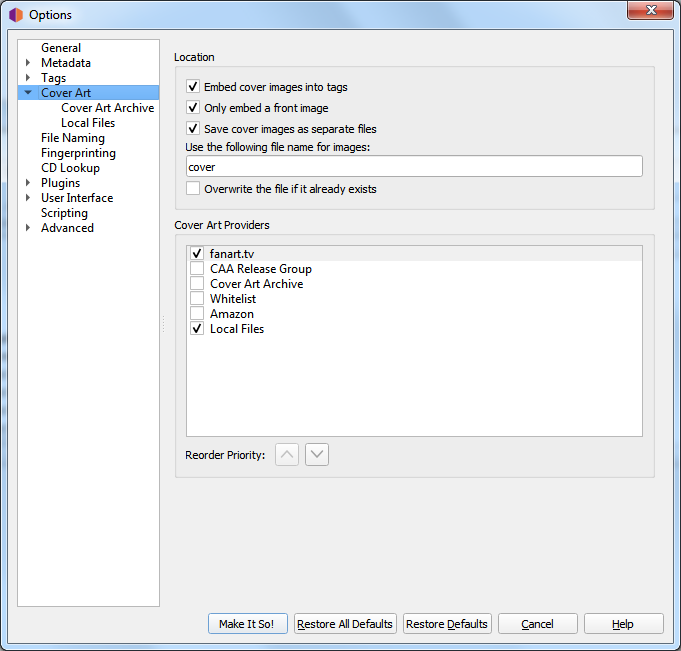 Options
General
Metadata
Tags
Cover Art
Cover Art Archive
Local Files
File Naming
Fingerprinting
CD Lookup
Plugins
User Interface
Scripting
Advanced
Location
Embed cover images into tags
Only embed a front image
Save cover images as separate files
Use the following file name for images:
cover
Overwrite the file if it already exists
Cover Art Providers
fanart.tv
CAA Release Group
Cover Art Archive
Whitelist
Amazon
Local Files
Reorder Priority:
Make It So! Restore All Defaults Restore Defaults Cancel Help